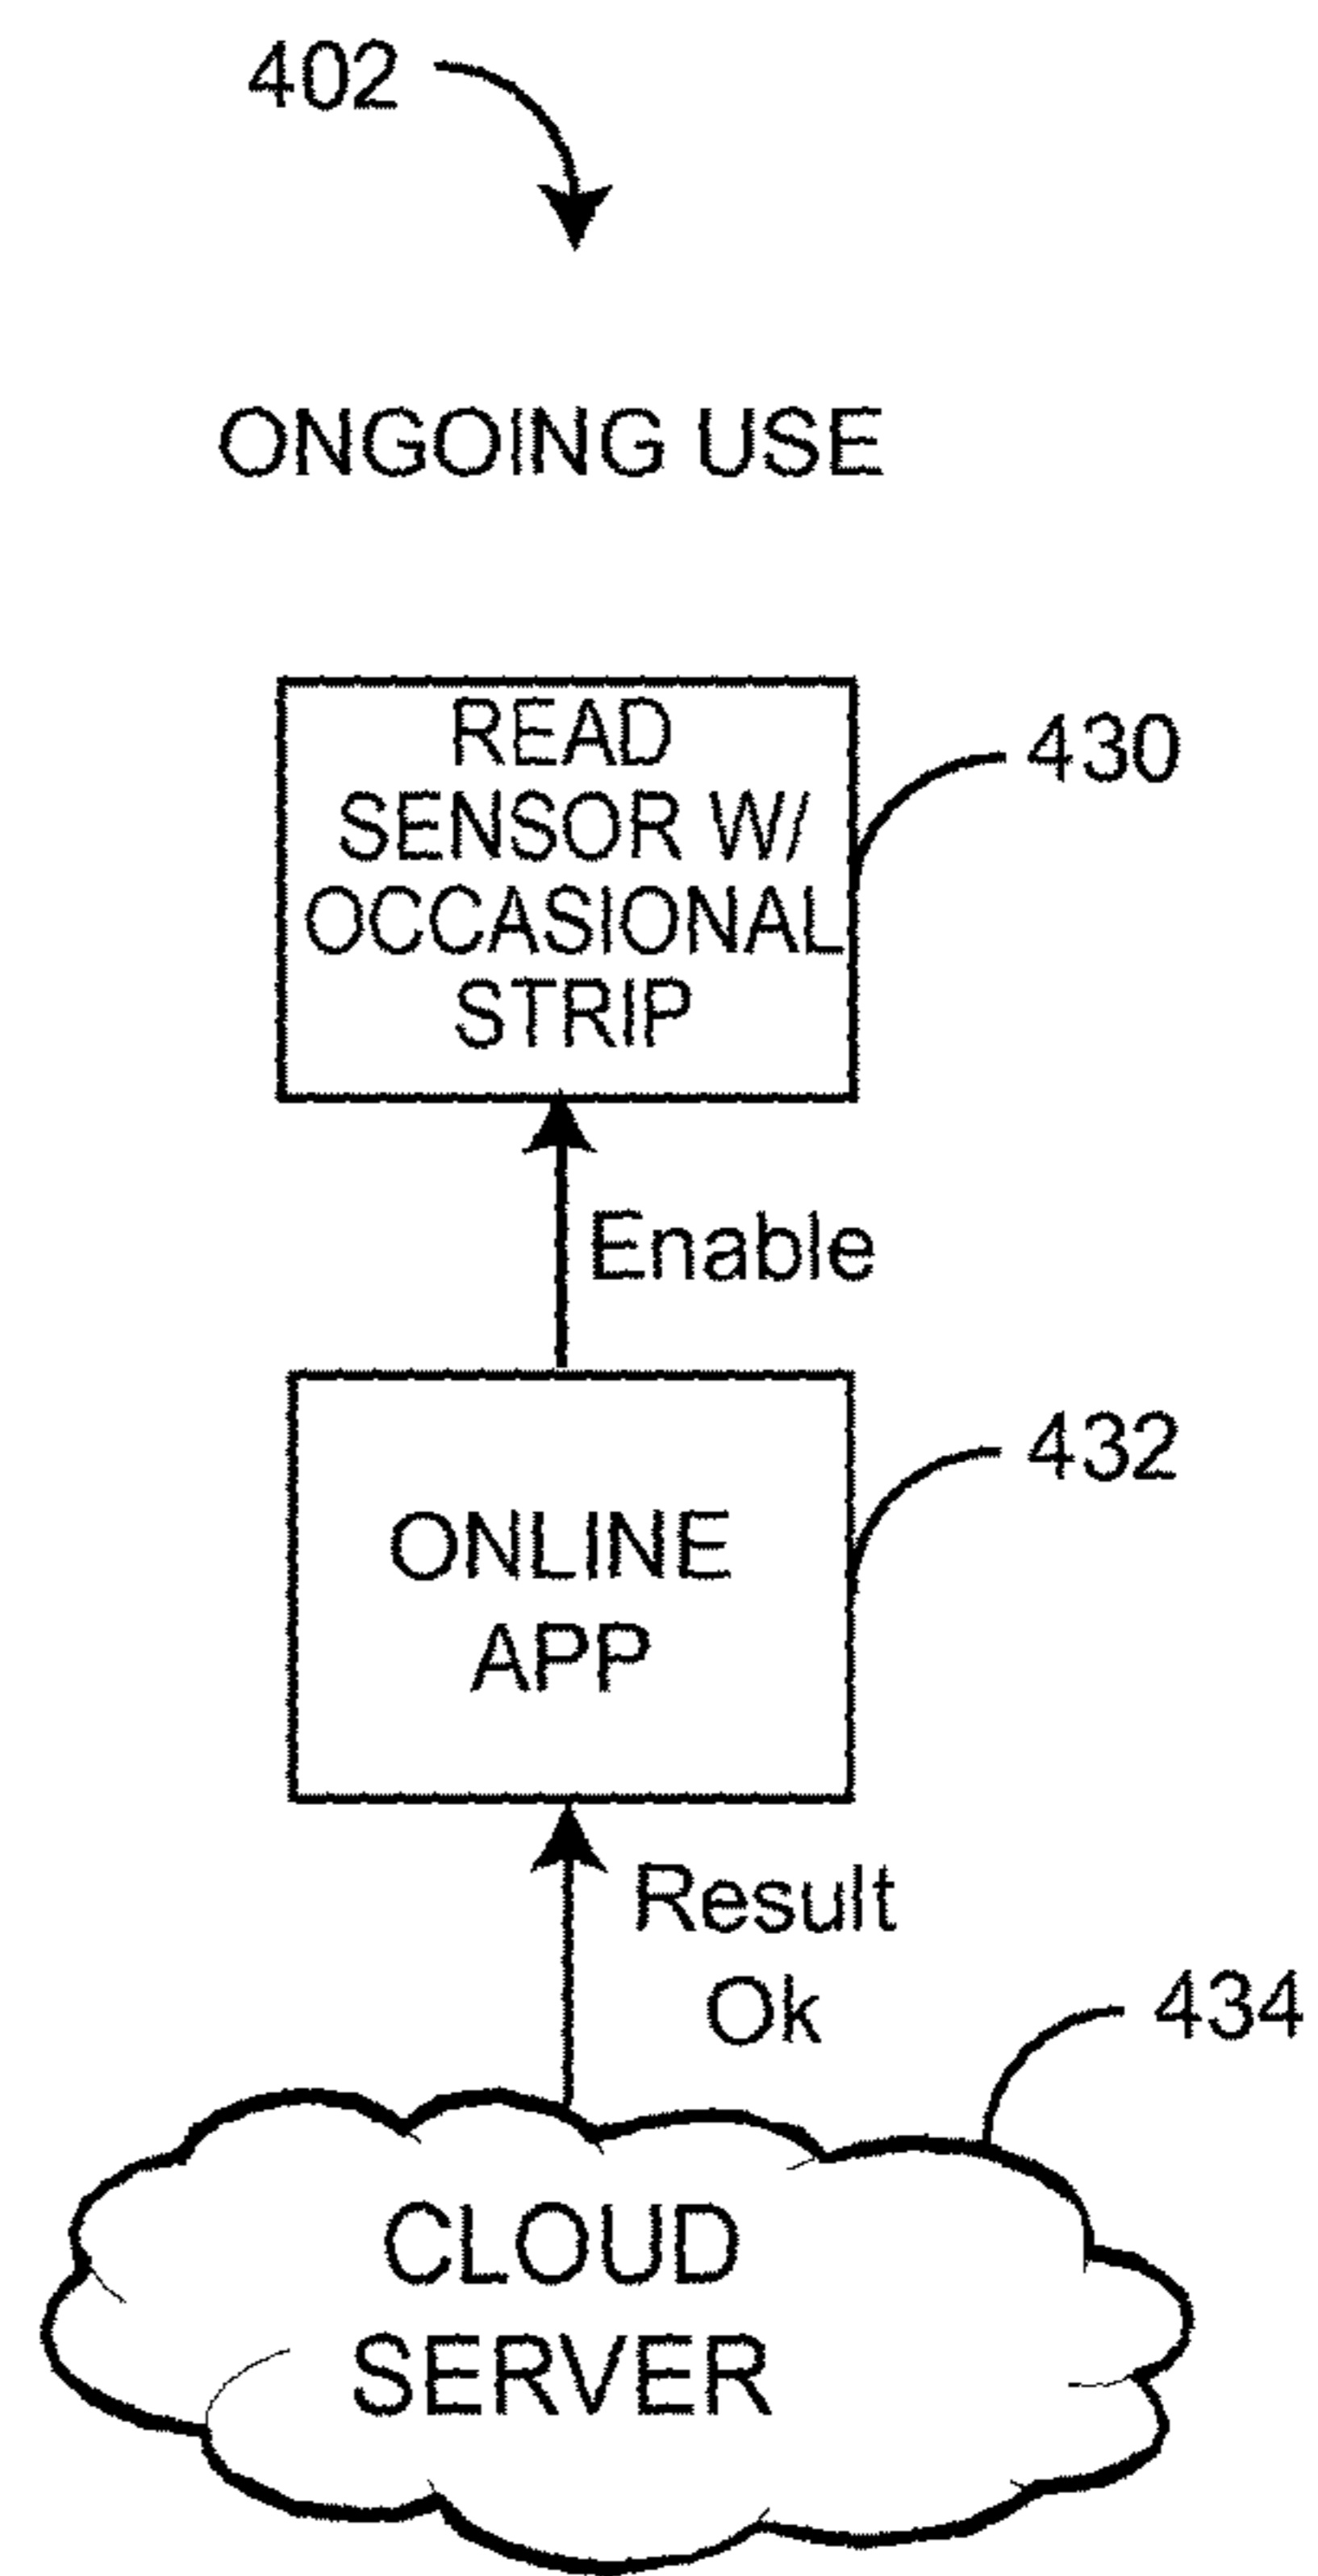 402
ONGOING USE
READ
SENSOR W/
OCCASIONAL
STRIP
430
Enable
ONLINE
APP
432
Result
Ok
434
CLOUD
SERVER